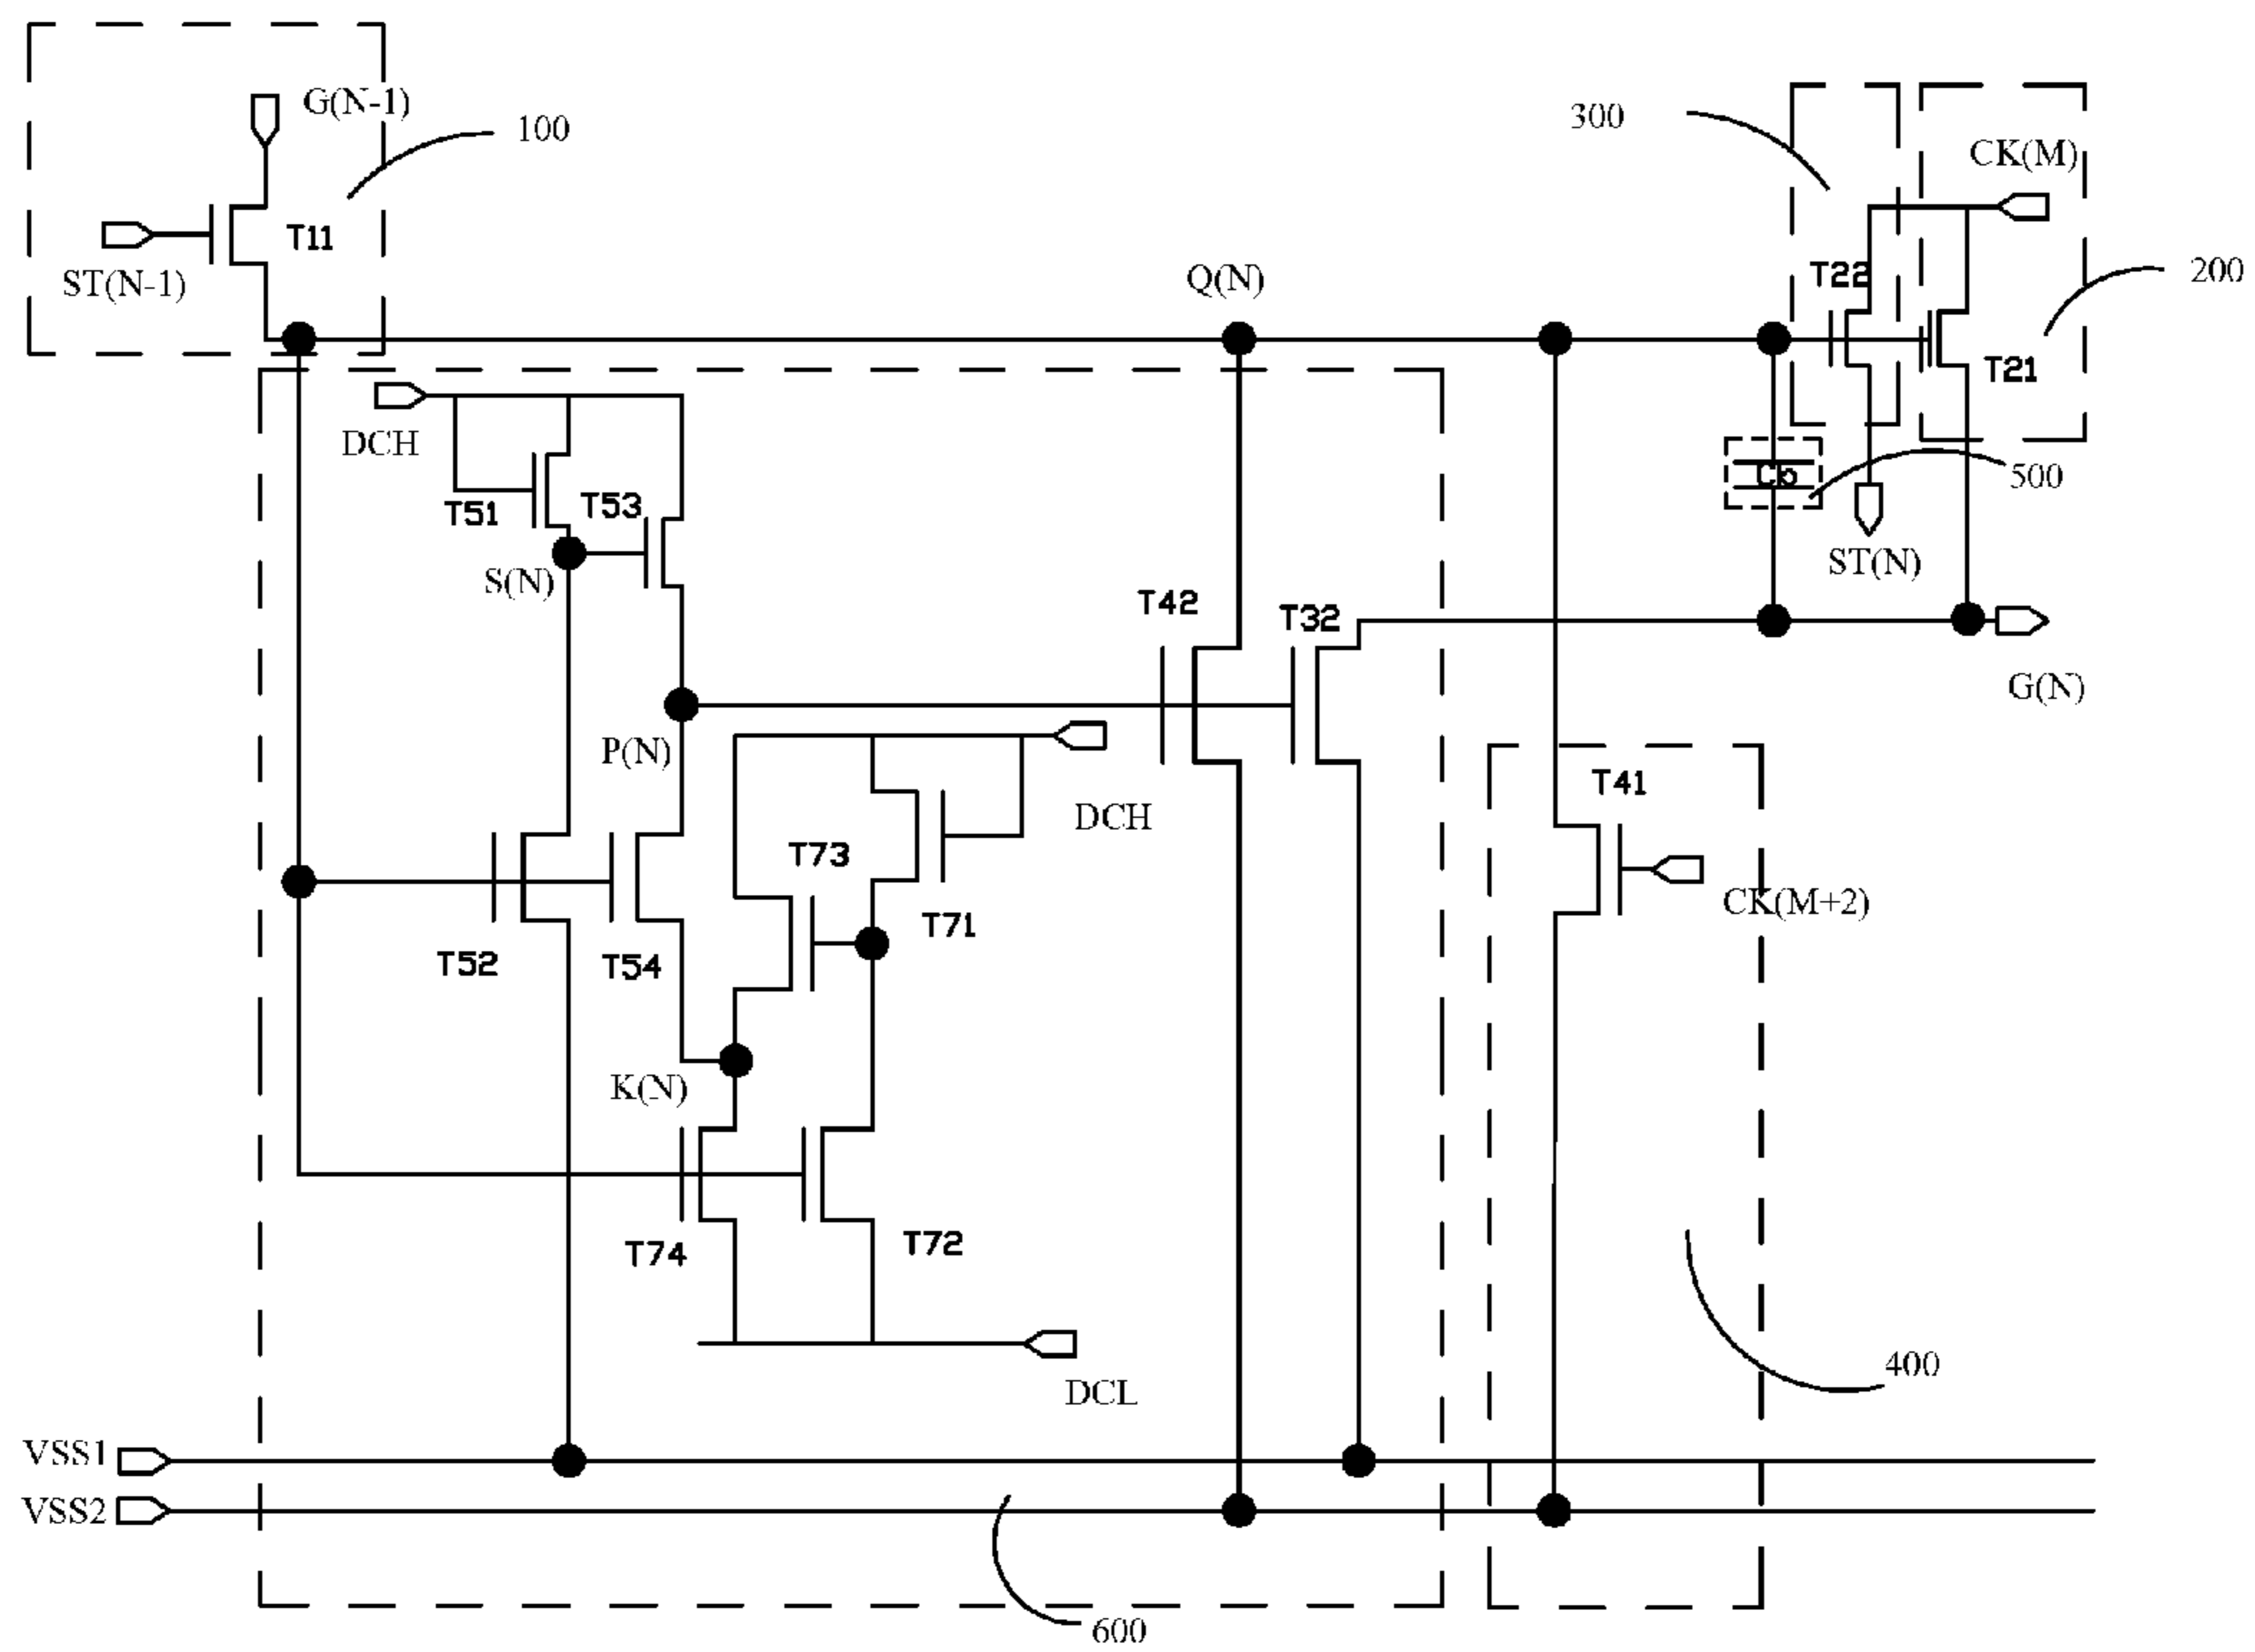 G(N-1)
100
300
CK(M)
T11
ST(N-1)
Q(N)
T22
200
T21
DCH
T51
T53
Cb
500
S(N)
ST(N)
T42
T32
G(N)
P(N)
T41
DCH
T73
CK(M+2)
T71
T52
T54
K(N)
T74
T72
400
DCL
VSS1
VSS2
600